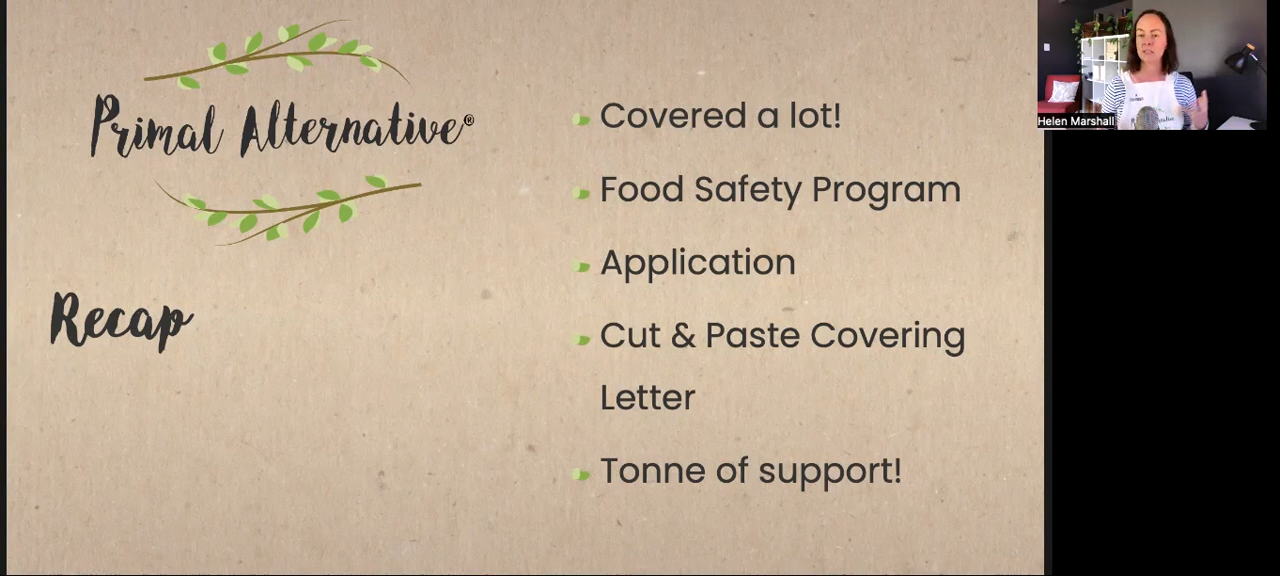 Primal Alternative®
Recap
Covered a lot!
Food Safety Program
Application
Cut & Paste Covering
Letter
Tonne of support!
Helen Marshall